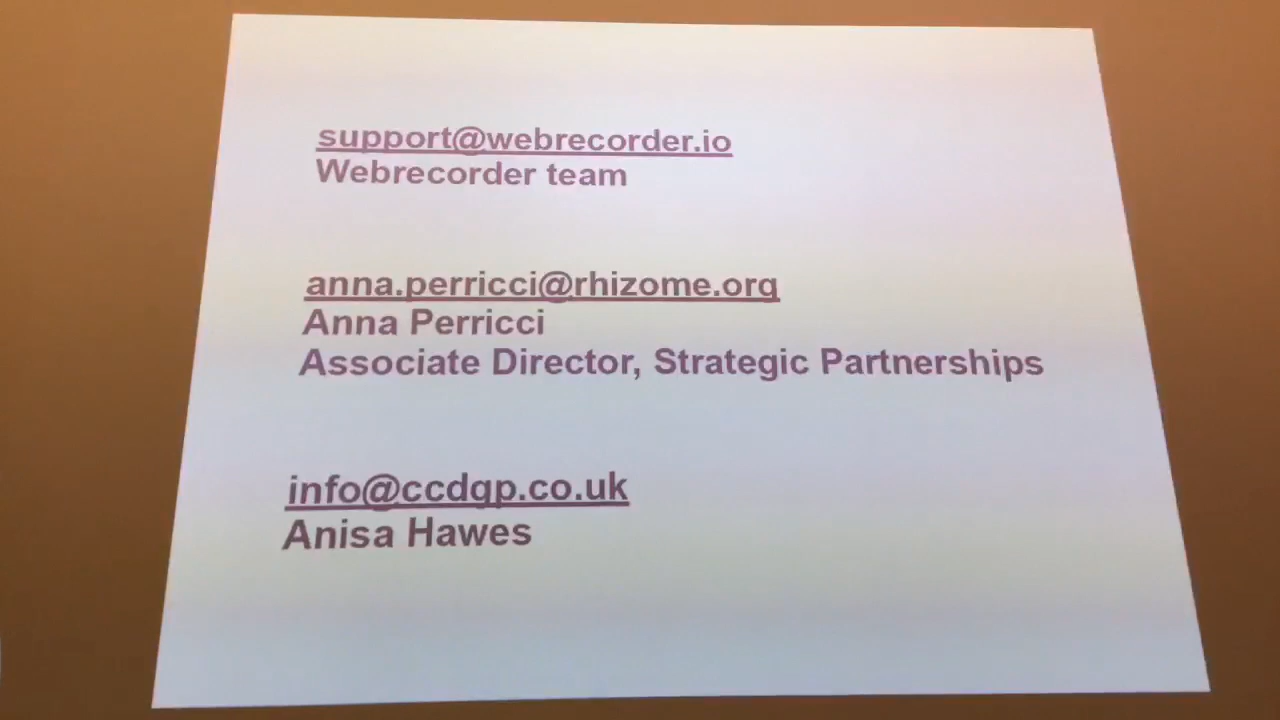 support@webrecorder.io
Webrecorder team
anna.perricci@rhizome.org
Anna Perricci
Associate Director, Strategic Partnerships
info@ccdgp.co.uk
Anisa Hawes